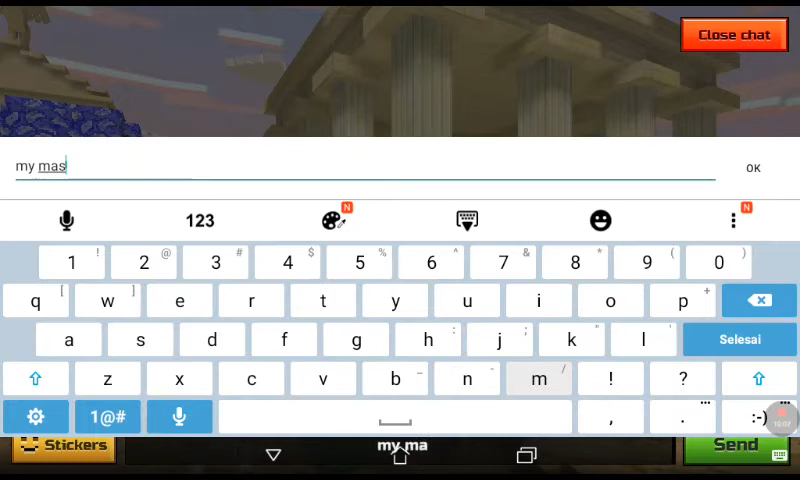 Close chat
my mas
OK
N
N
123
! @ # $ % ^ & * ( )
1 2 3 4 5 6 7 8 9 0
[ ] +
q w e r t y u i o p
: ; " '
a s d f g h j k l Selesai
_ - /
z x c v b n m ! ?
1@# , . :-)
Stickers
my ma
Send